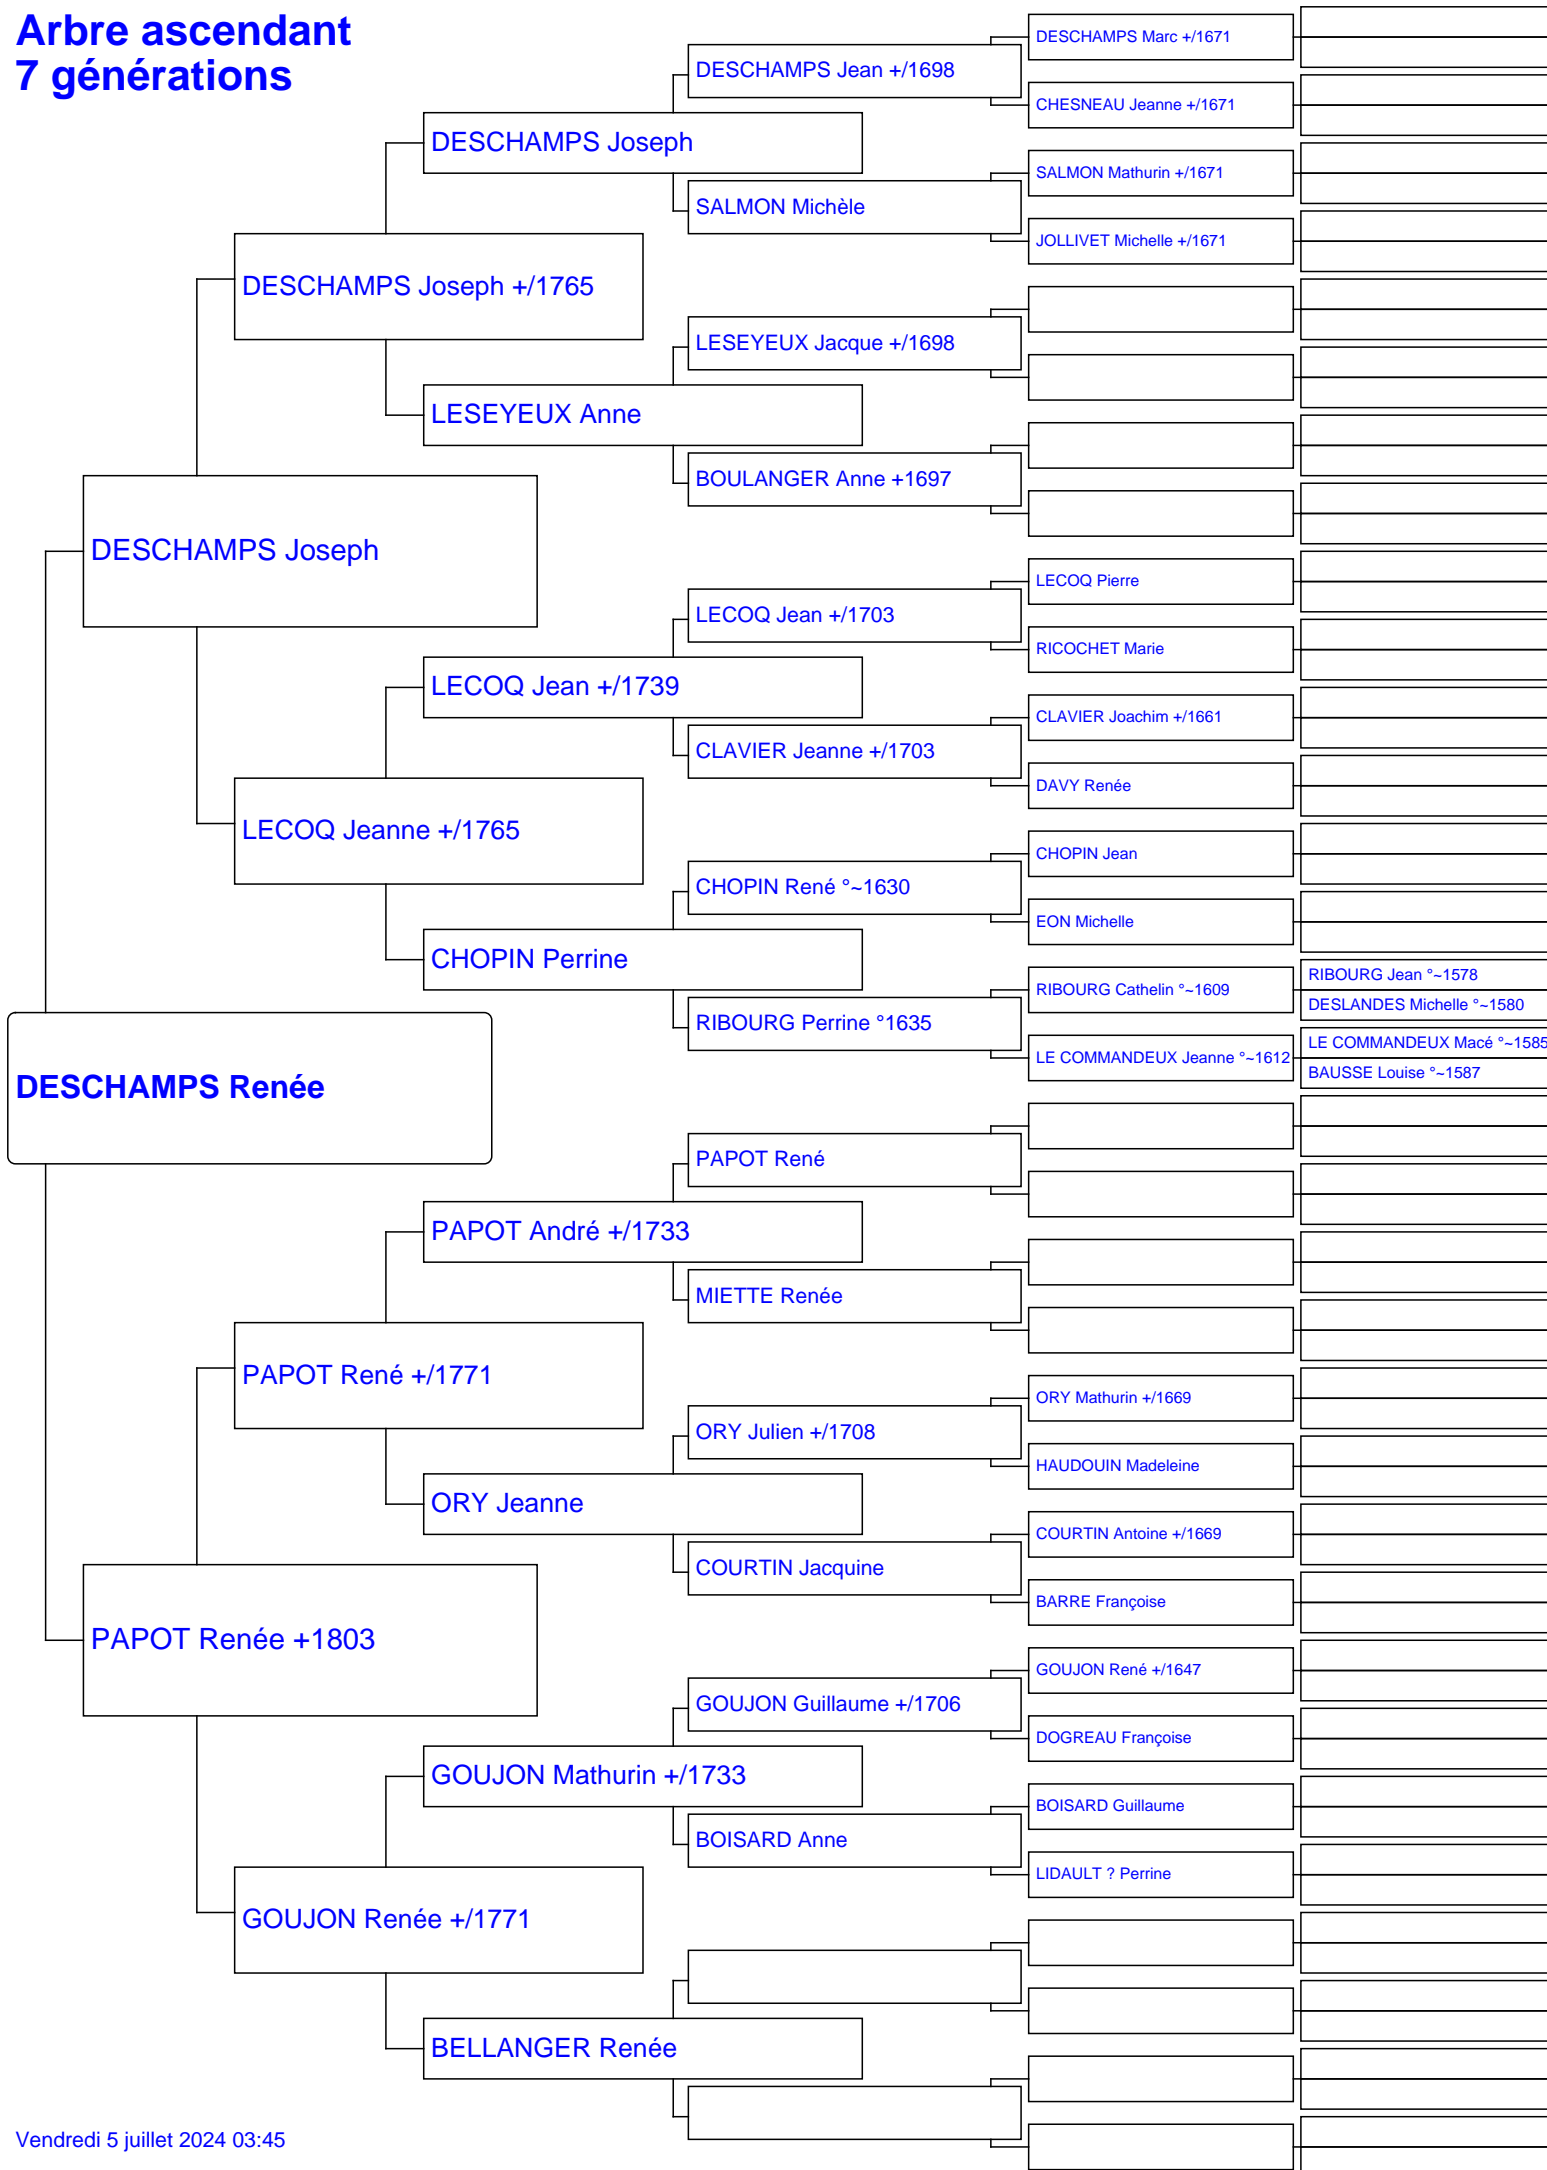 Arbre ascendant
7 générations
DESCHAMPS Marc +/1671
DESCHAMPS Jean +/1698
CHESNEAU Jeanne +/1671
DESCHAMPS Joseph
SALMON Mathurin +/1671
SALMON Michèle
JOLLIVET Michelle +/1671
DESCHAMPS Joseph +/1765
LESEYEUX Jacque +/1698
LESEYEUX Anne
BOULANGER Anne +1697
DESCHAMPS Joseph
LECOQ Pierre
LECOQ Jean +/1703
RICOCHET Marie
LECOQ Jean +/1739
CLAVIER Joachim +/1661
CLAVIER Jeanne +/1703
DAVY Renée
LECOQ Jeanne +/1765
CHOPIN Jean
CHOPIN René °~1630
EON Michelle
CHOPIN Perrine
RIBOURG Jean °~1578
RIBOURG Cathelin °~1609
DESLANDES Michelle °~1580
RIBOURG Perrine °1635
LE COMMANDEUX Macé °~1585
LE COMMANDEUX Jeanne °~1612
BAUSSE Louise °~1587
DESCHAMPS Renée
PAPOT René
PAPOT André +/1733
MIETTE Renée
PAPOT René +/1771
ORY Mathurin +/1669
ORY Julien +/1708
HAUDOUIN Madeleine
ORY Jeanne
COURTIN Antoine +/1669
COURTIN Jacquine
BARRE Françoise
PAPOT Renée +1803
GOUJON René +/1647
GOUJON Guillaume +/1706
DOGREAU Françoise
GOUJON Mathurin +/1733
BOISARD Guillaume
BOISARD Anne
LIDAULT ? Perrine
GOUJON Renée +/1771
BELLANGER Renée
Vendredi 5 juillet 2024 03:45